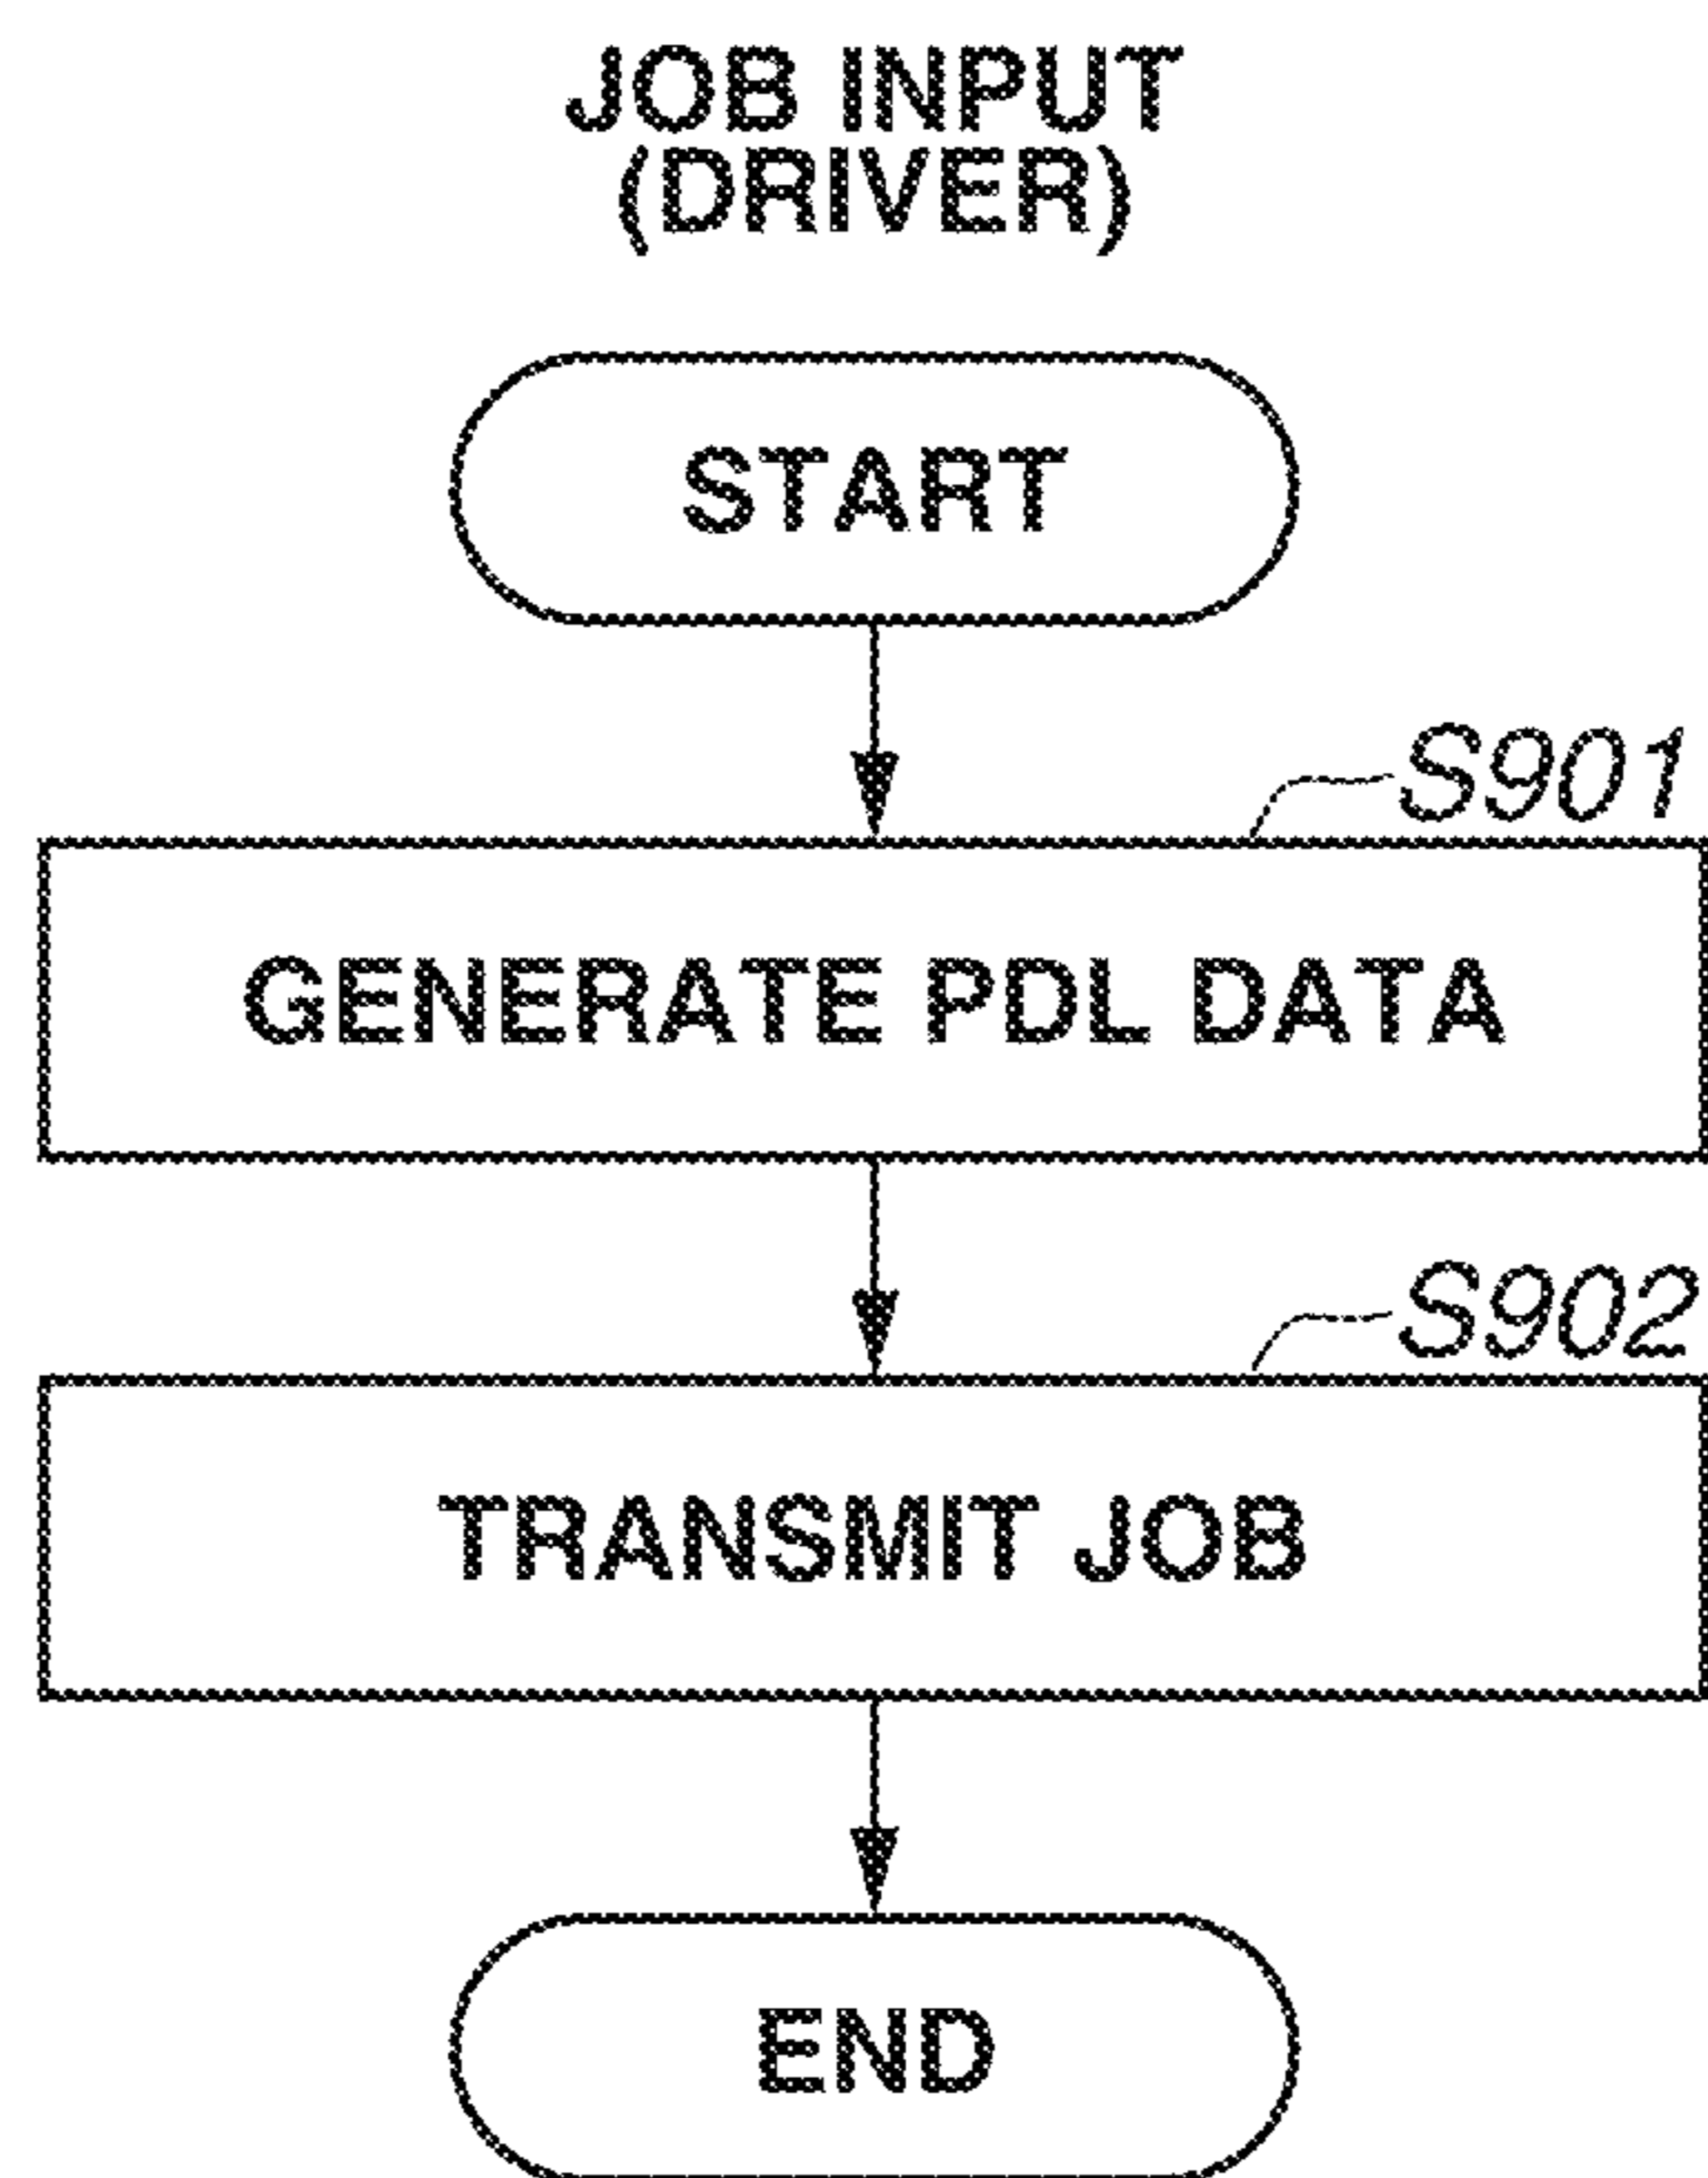 JOB INPUT
(DRIVER)
START
S901
GENERATE PDL DATA
S902
TRANSMIT JOB
END